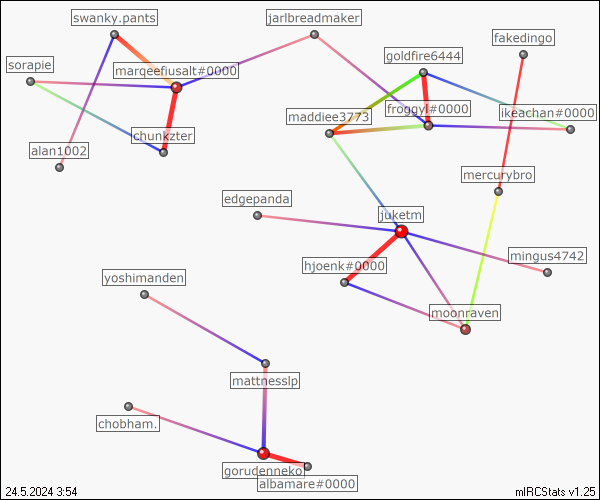 swanky.pants
jarlbreadmaker
fakedingo
goldfire6444
sorapie
marqeefiusalt#0000
froggyl#0000
ikeachan#0000
maddiee3773
chunkzter
alan1002
mercurybro
edgepanda
juketm
mingus4742
hjoenk#0000
yoshimanden
moonraven
mattnesslp
chobham.
gorudenneko
albamare#0000
24.5.2024 3:54
mIRCStats v1.25